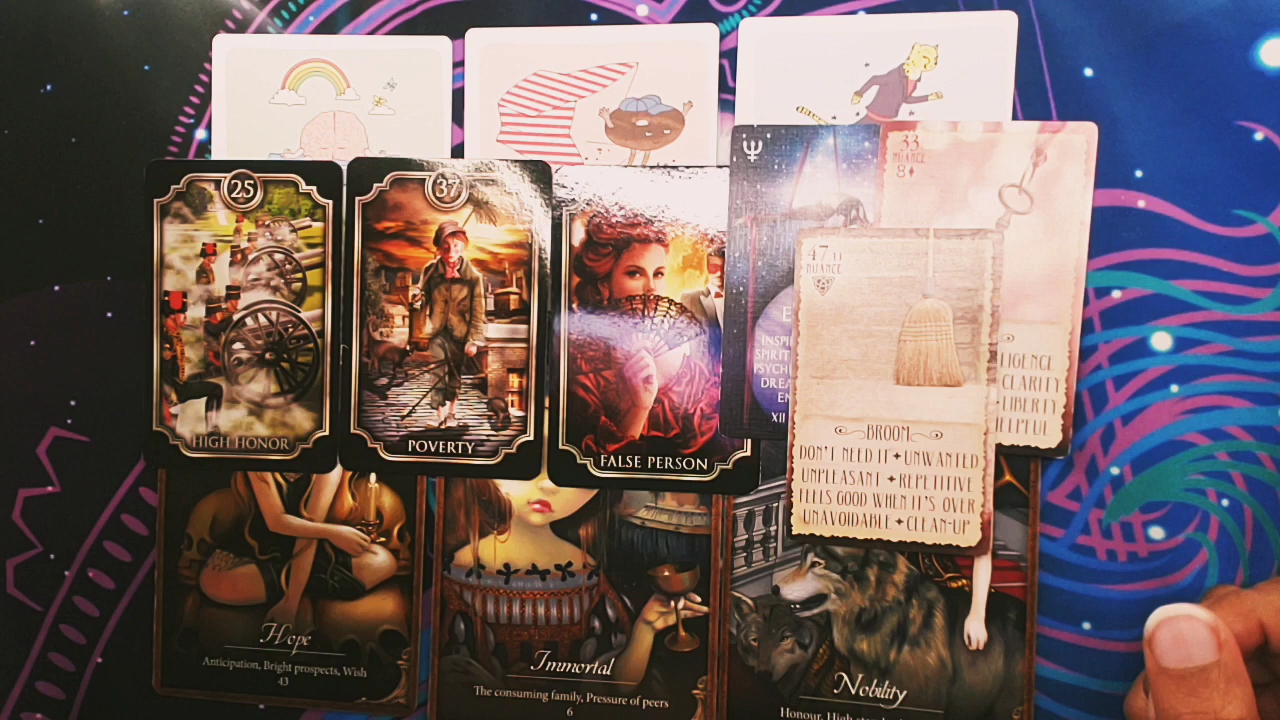 25
HIGH HONOR
37
POVERTY
FALSE PERSON
XII
33
NUANCE
8♦
LIGENCE
CLARITY
LIBERTY
HELPFUL
47
NUANCE
BROOM
DON'T NEED IT ✦ UNWANTED
UNPLEASANT ✦ REPETITIVE
FEELS GOOD WHEN IT'S OVER
UNAVOIDABLE ✦ CLEAN-UP
Hope
Anticipation, Bright prospects, Wish
43
Immortal
The consuming family, Pressure of peers
6
Nobility
Honour, High